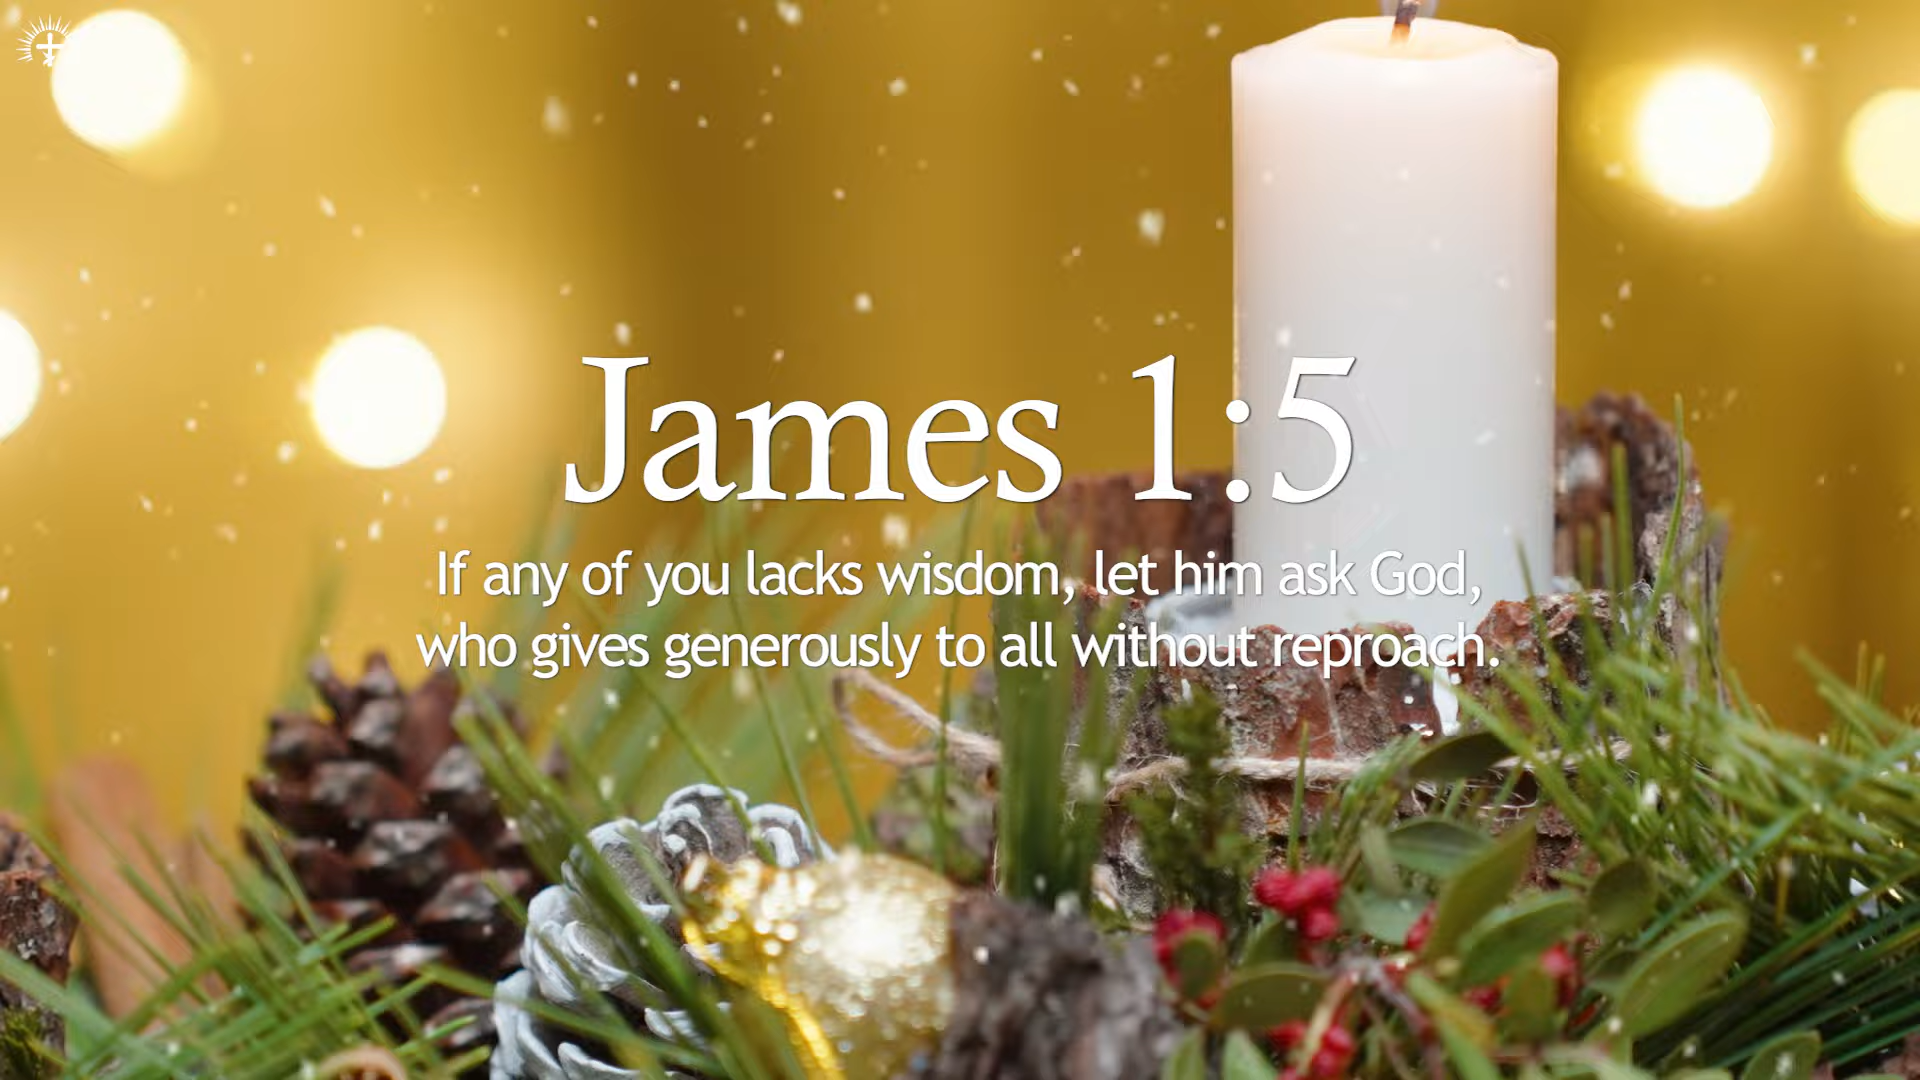 James 1:5
If any of you lacks wisdom, let him ask God,
who gives generously to all without reproach.